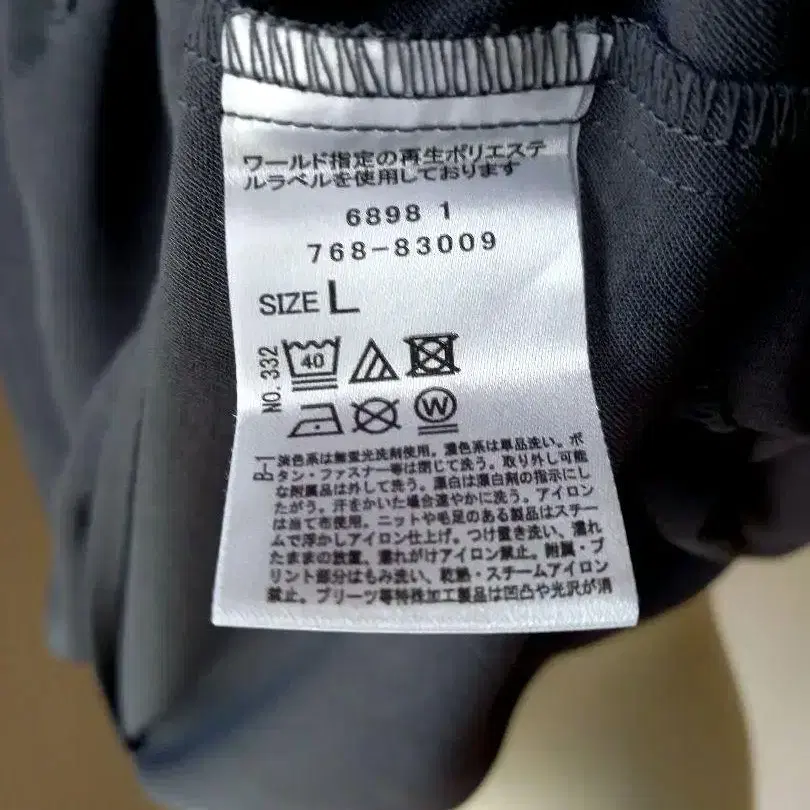 ワールド指定の再生ポリエステ
ルラベルを使用しております
6898 1
768-83009
SIZE L
NO.332
40
W
B-1
淡色系は無蛍光洗剤使用。濃色系は単品洗い。ボ
タン・ファスナー等は閉じて洗う。取り外し可能
な附属品は外して洗う。漂白は漂白剤の指示にし
たがう。汗をかいた場合速やかに洗う。アイロン
は当て布使用。ニットや毛足のある製品はスチー
ムで浮かしアイロン仕上げ。つけ置き洗い、濡れ
たままの放置、濡れがけアイロン禁止。附属・プ
リント部分はもみ洗い、乾熱・スチームアイロン
禁止。プリーツ等特殊加工製品は凹凸や光沢が消